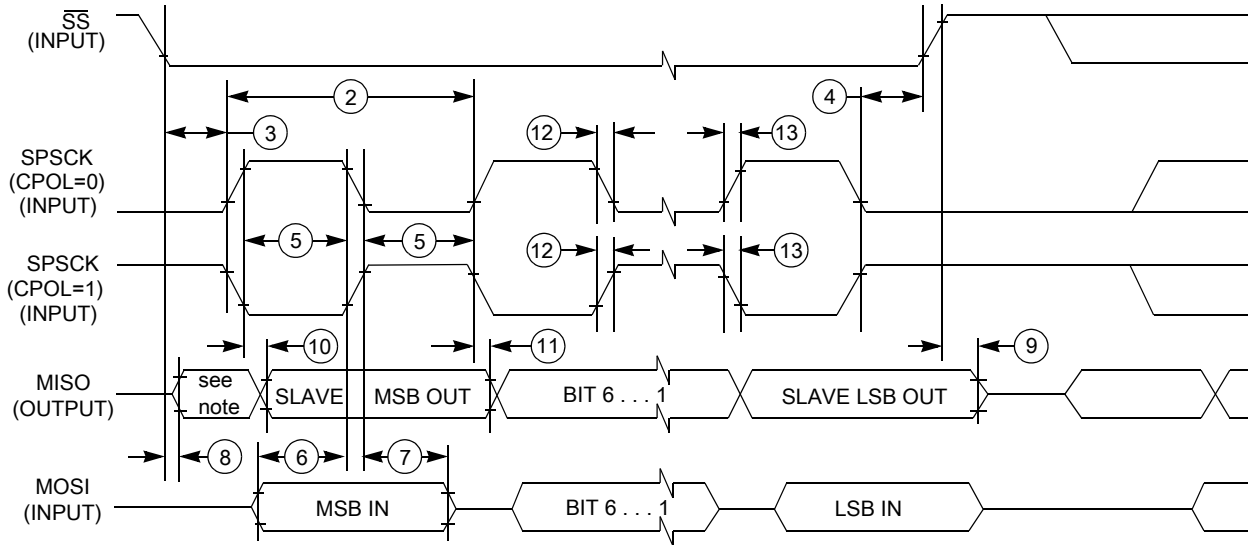 SS
(INPUT)
2
4
3
12
13
SPSCK
(CPOL=0)
(INPUT)
5
5
SPSCK
(CPOL=1)
(INPUT)
12
13
10
11
9
MISO
(OUTPUT)
see
note
SLAVE
MSB OUT
BIT 6 . . . 1
SLAVE LSB OUT
8
6
7
MOSI
(INPUT)
MSB IN
BIT 6 . . . 1
LSB IN